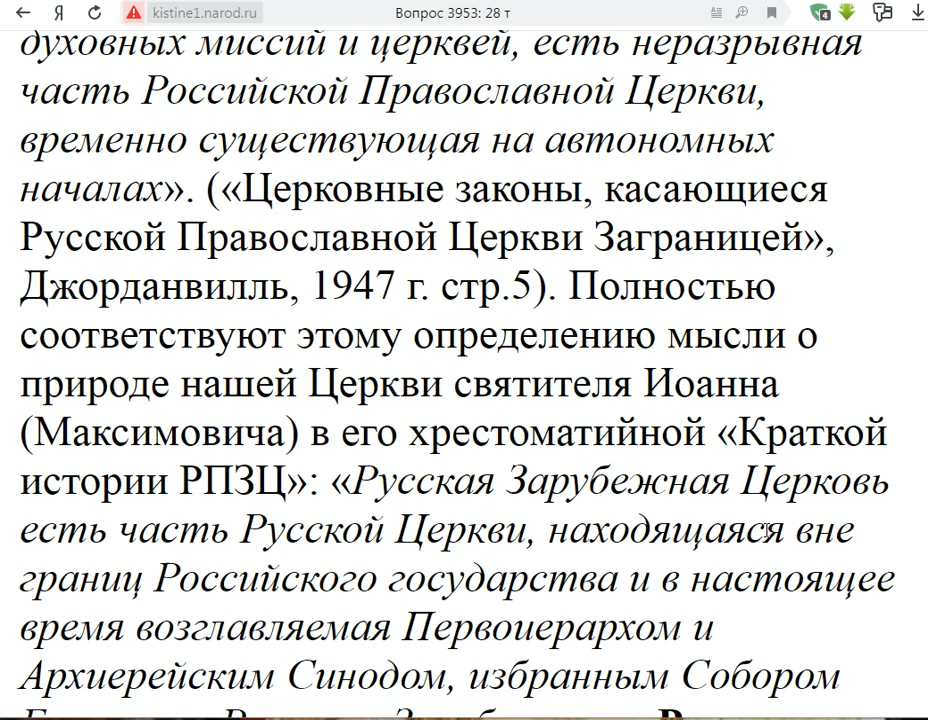 kistine1.narod.ru
Вопрос 3953: 28 т
4
духовных миссий и церквей, есть неразрывная
часть Российской Православной Церкви,
временно существующая на автономных
началах». («Церковные законы, касающиеся
Русской Православной Церкви Заграницей»,
Джорданвилль, 1947 г. стр.5). Полностью
соответствуют этому определению мысли о
природе нашей Церкви святителя Иоанна
(Максимовича) в его хрестоматийной «Краткой
истории РПЗЦ»: «Русская Зарубежная Церковь
есть часть Русской Церкви, находящаяся вне
границ Российского государства и в настоящее
время возглавляемая Первоиерархом и
Архиерейским Синодом, избранным Собором